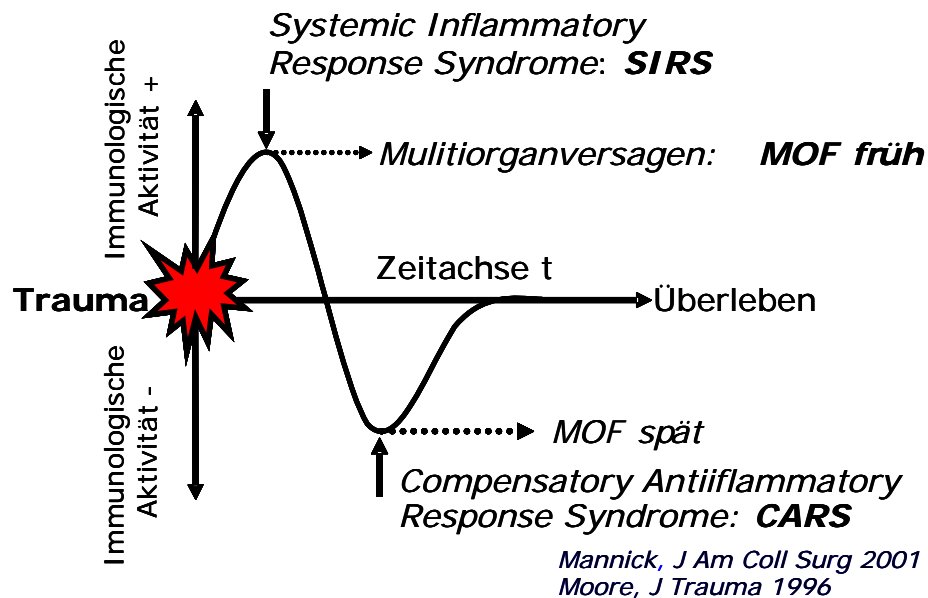 Systemic Inflammatory
Response Syndrome: SIRS
Immunologische
Aktivität +
Mulitiorganversagen: MOF früh
Zeitachse t
Trauma
Überleben
Immunologische
Aktivität -
MOF spät
Compensatory Antiiflammatory
Response Syndrome: CARS
Mannick, J Am Coll Surg 2001
Moore, J Trauma 1996